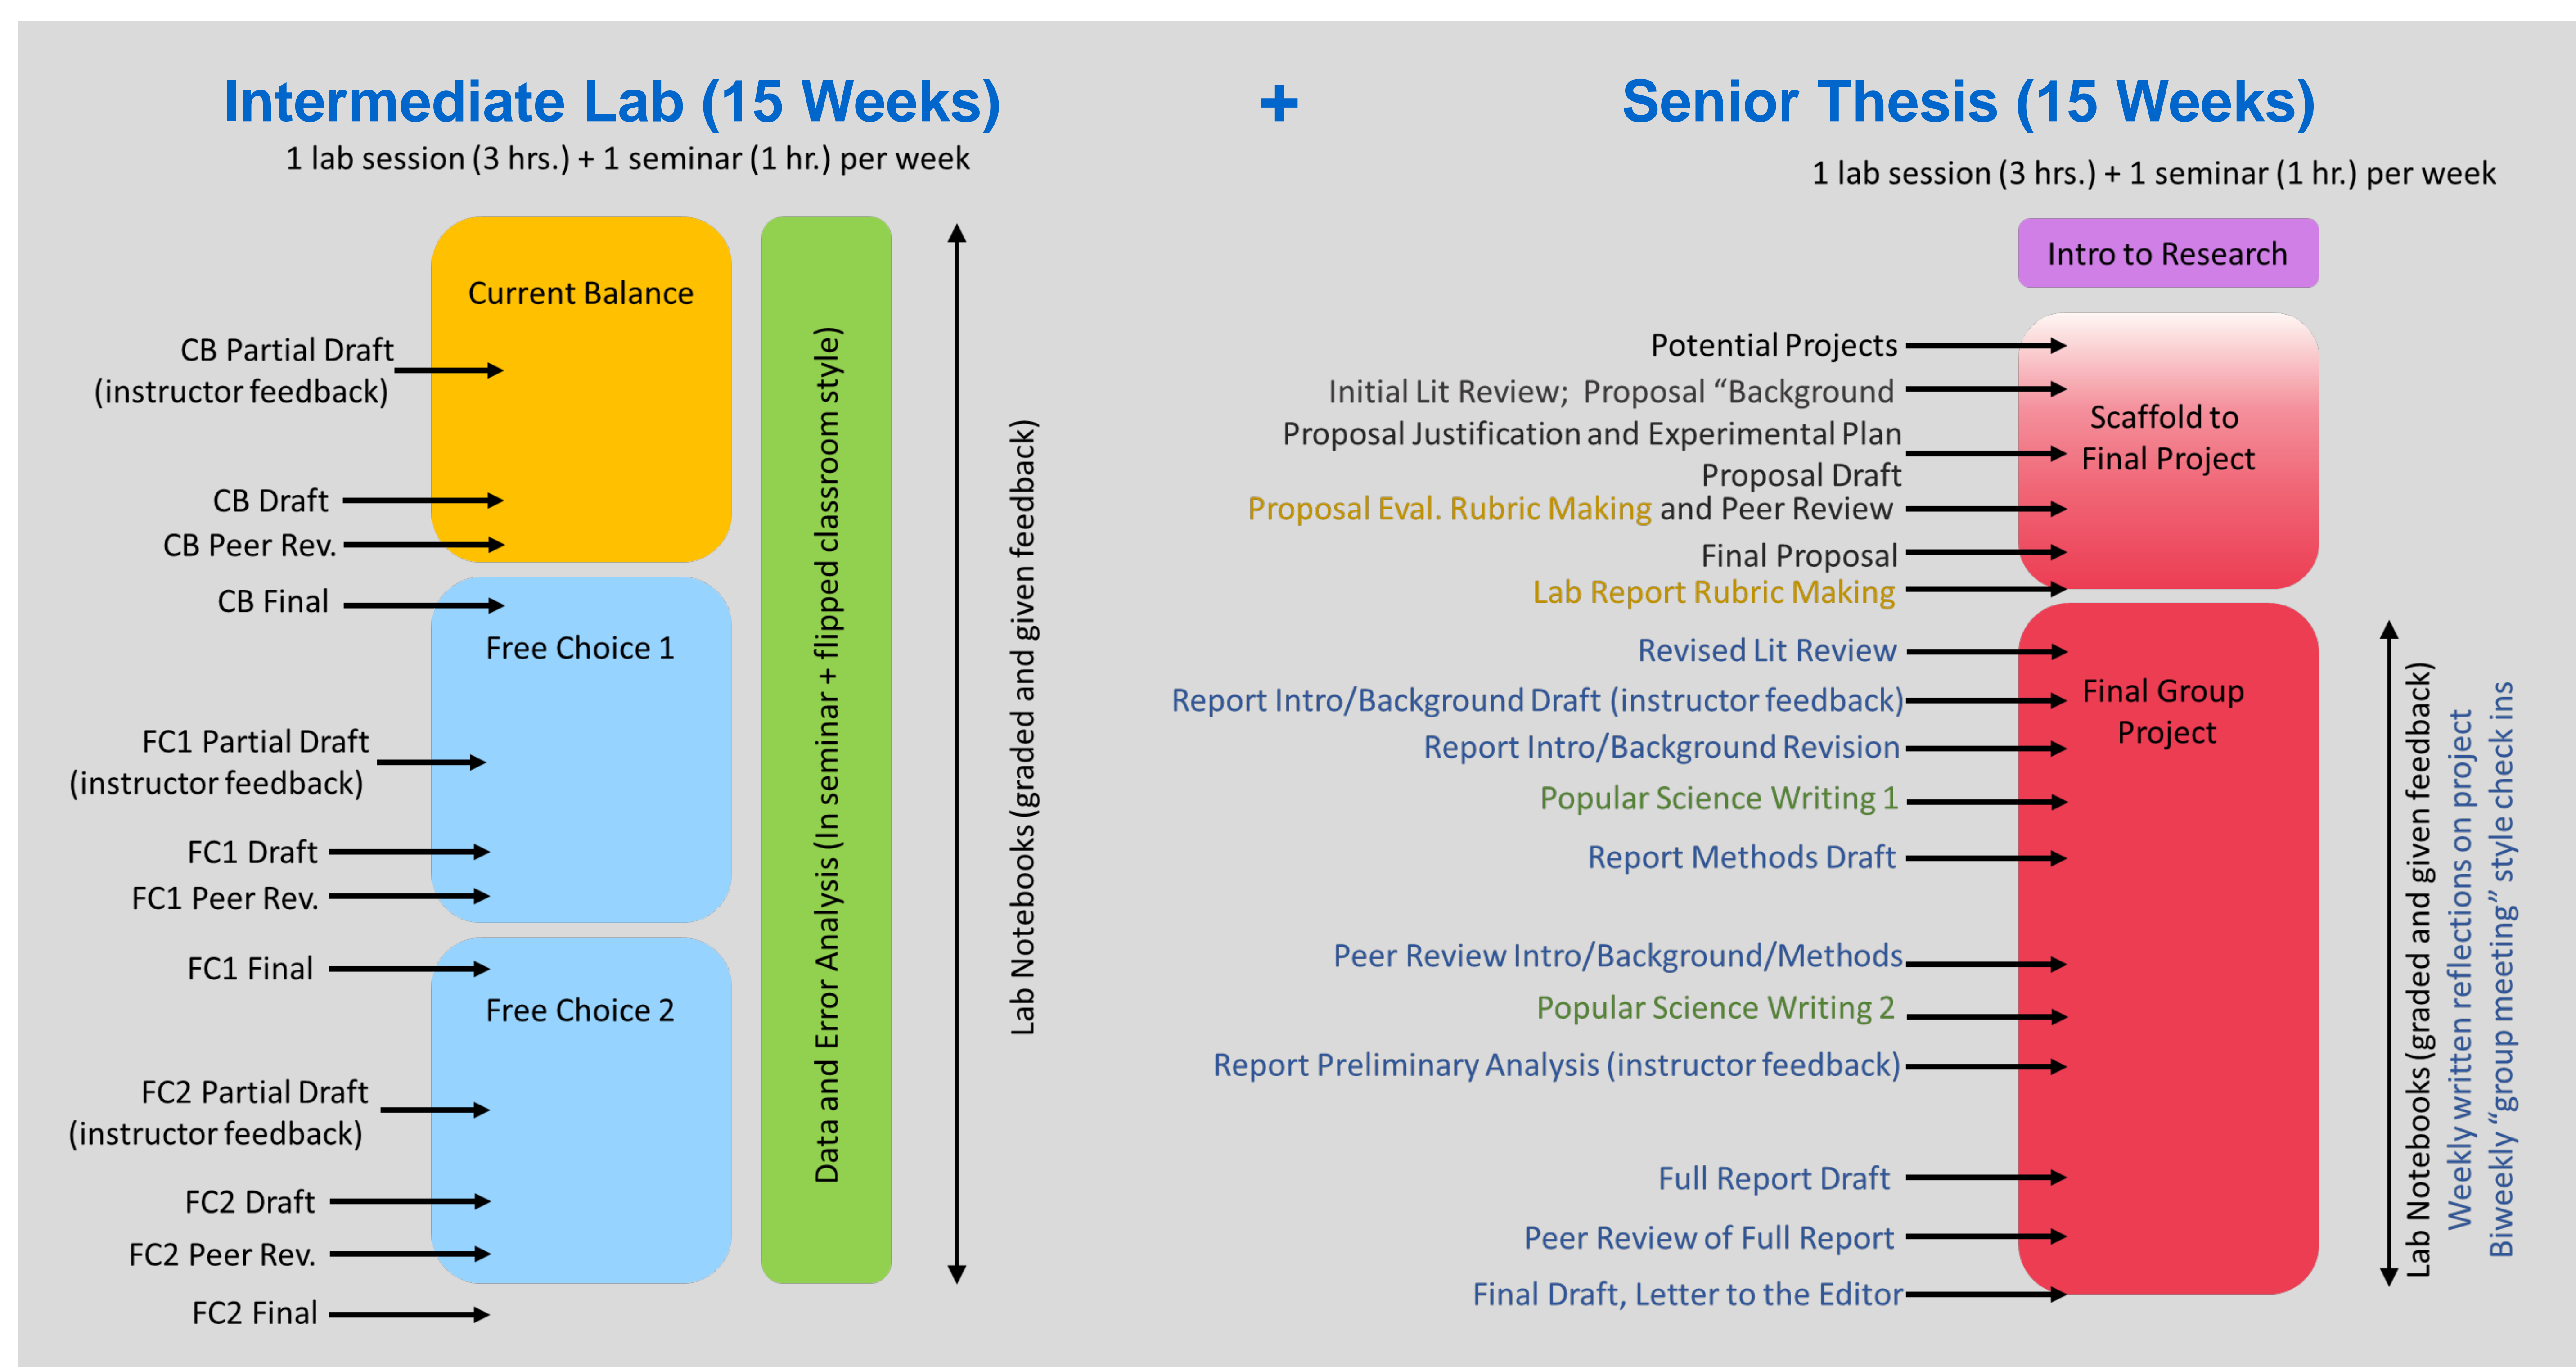 Intermediate Lab (15 Weeks)
1 lab session (3 hrs.) + 1 seminar (1 hr.) per week
Current Balance
CB Partial Draft
(instructor feedback)
CB Draft
CB Peer Rev.
CB Final
Free Choice 1
FC1 Partial Draft
(instructor feedback)
FC1 Draft
FC1 Peer Rev.
FC1 Final
Free Choice 2
FC2 Partial Draft
(instructor feedback)
FC2 Draft
FC2 Peer Rev.
FC2 Final
Data and Error Analysis (In seminar + flipped classroom style)
Lab Notebooks (graded and given feedback)
+
Senior Thesis (15 Weeks)
1 lab session (3 hrs.) + 1 seminar (1 hr.) per week
Intro to Research
Potential Projects
Initial Lit Review; Proposal “Background
Proposal Justification and Experimental Plan
Proposal Draft
Proposal Eval. Rubric Making and Peer Review
Final Proposal
Lab Report Rubric Making
Scaffold to
Final Project
Revised Lit Review
Report Intro/Background Draft (instructor feedback)
Report Intro/Background Revision
Popular Science Writing 1
Report Methods Draft
Peer Review Intro/Background/Methods
Popular Science Writing 2
Report Preliminary Analysis (instructor feedback)
Full Report Draft
Peer Review of Full Report
Final Draft, Letter to the Editor
Final Group
Project
Lab Notebooks (graded and given feedback)
Weekly written reflections on project
Biweekly “group meeting” style check ins